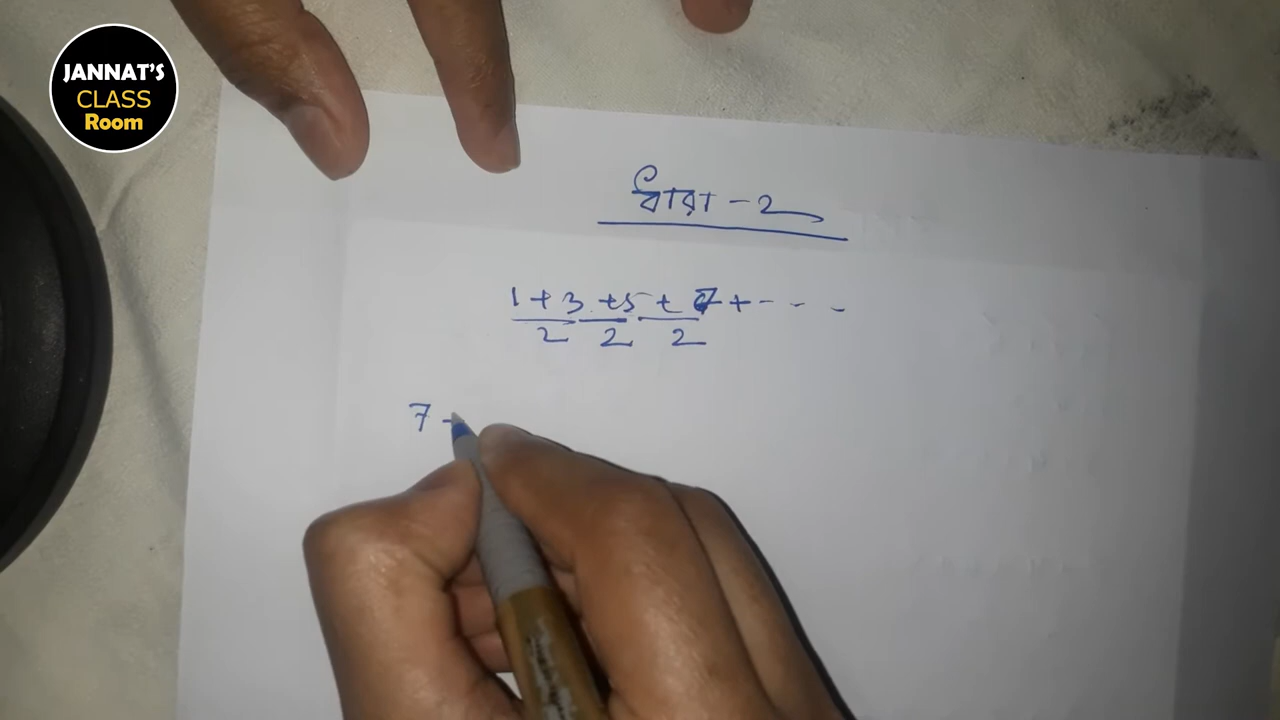 JANNAT'S
CLASS
Room
ধারা - 2
1 + 3 + 5 + 7 + - - -
2 2 2
7 -